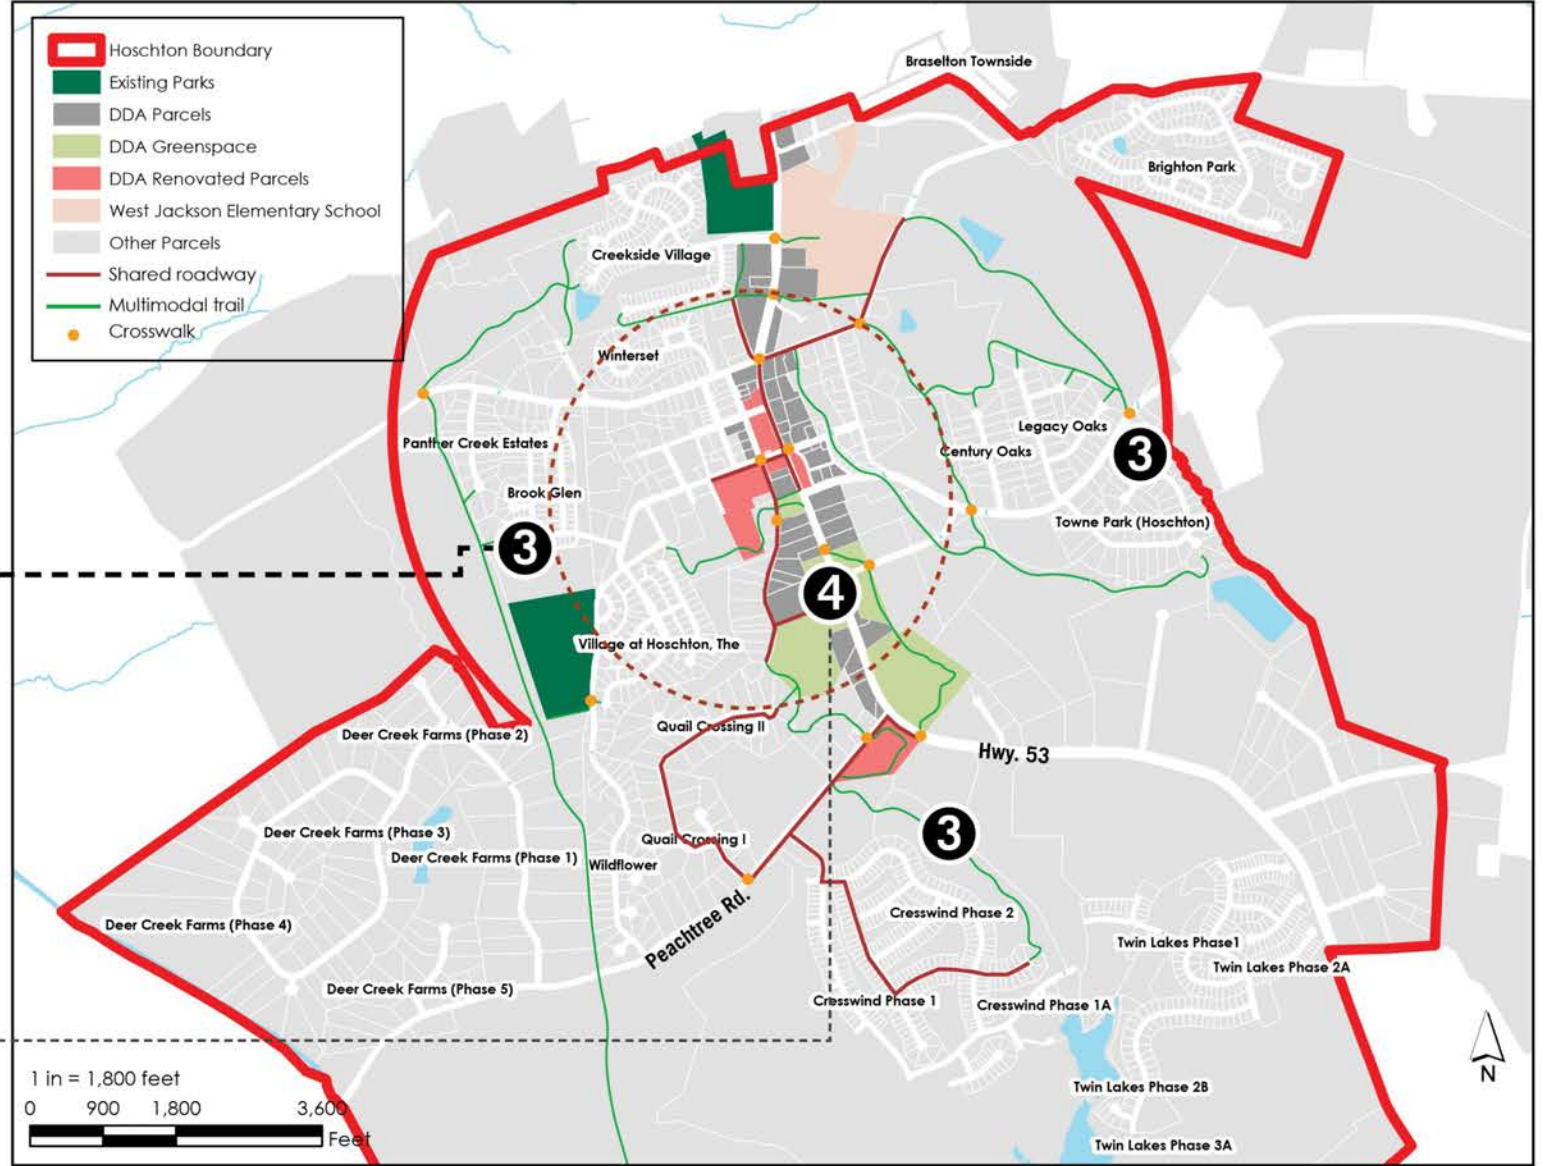 Hoschton Boundary
Existing Parks
DDA Parcels
DDA Greenspace
DDA Renovated Parcels
West Jackson Elementary School
Other Parcels
Shared roadway
Multimodal trail
Crosswalk
Braselton Townside
Brighton Park
Creekside Village
Winterset
Legacy Oaks
Panther Creek Estates
Century Oaks
3
Brook Glen
Towne Park (Hoschton)
3
4
Village at Hoschton, The
Quail Crossing II
Deer Creek Farms (Phase 2)
Hwy. 53
Deer Creek Farms (Phase 3)
3
Quail Crossing I
Deer Creek Farms (Phase 1)
Wildflower
Cresswind Phase 2
Deer Creek Farms (Phase 4)
Peachtree Rd.
Twin Lakes Phase1
Twin Lakes Phase 2A
Deer Creek Farms (Phase 5)
Cresswind Phase 1
Cresswind Phase 1A
N
1 in = 1,800 feet
Twin Lakes Phase 2B
0 900 1,800 3,600
Feet
Twin Lakes Phase 3A